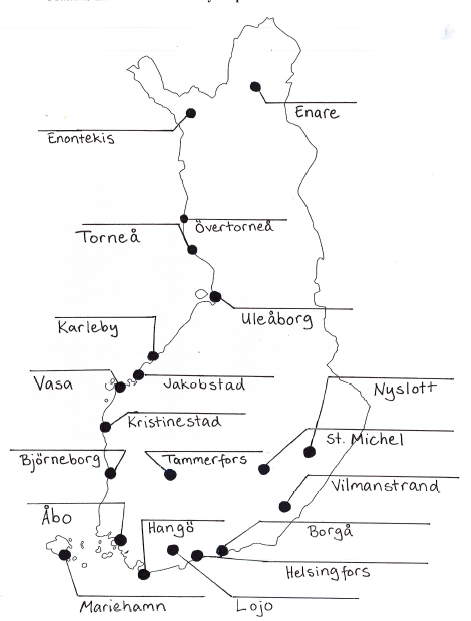 Enare
Enontekis
Övertorneå
Torneå
Uleåborg
Karleby
Vasa
Jakobstad
Nyslott
Kristinestad
St. Michel
Björneborg
Tammerfors
Vilmanstrand
Åbo
Hangö
Borgå
Helsingfors
Mariehamn
Lojo